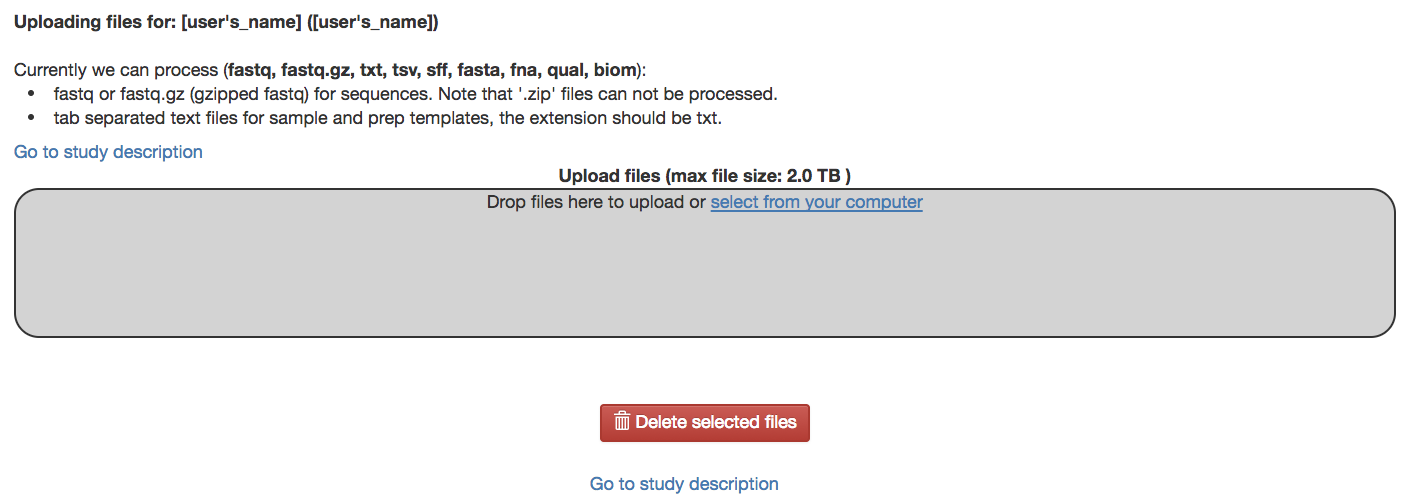 Uploading files for: [user's_name] ([user's_name])
Currently we can process (fastq, fastq.gz, txt, tsv, sff, fasta, fna, qual, biom):
• fastq or fastq.gz (gzipped fastq) for sequences. Note that '.zip' files can not be processed.
• tab separated text files for sample and prep templates, the extension should be txt.
Go to study description
Upload files (max file size: 2.0 TB )
Drop files here to upload or select from your computer
Delete selected files
Go to study description